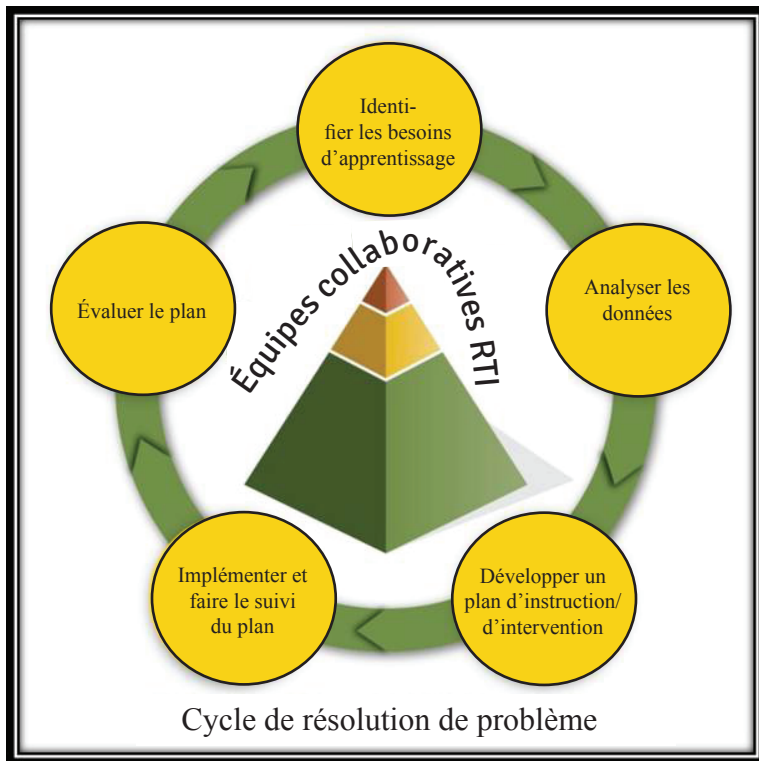 Identi-
fier les besoins
d'apprentissage
Analyser les
données
Développer un
plan d'instruction/
d'intervention
Implémenter et
faire le suivi
du plan
Évaluer le plan
Équipes collaboratives RTI
Cycle de résolution de problème